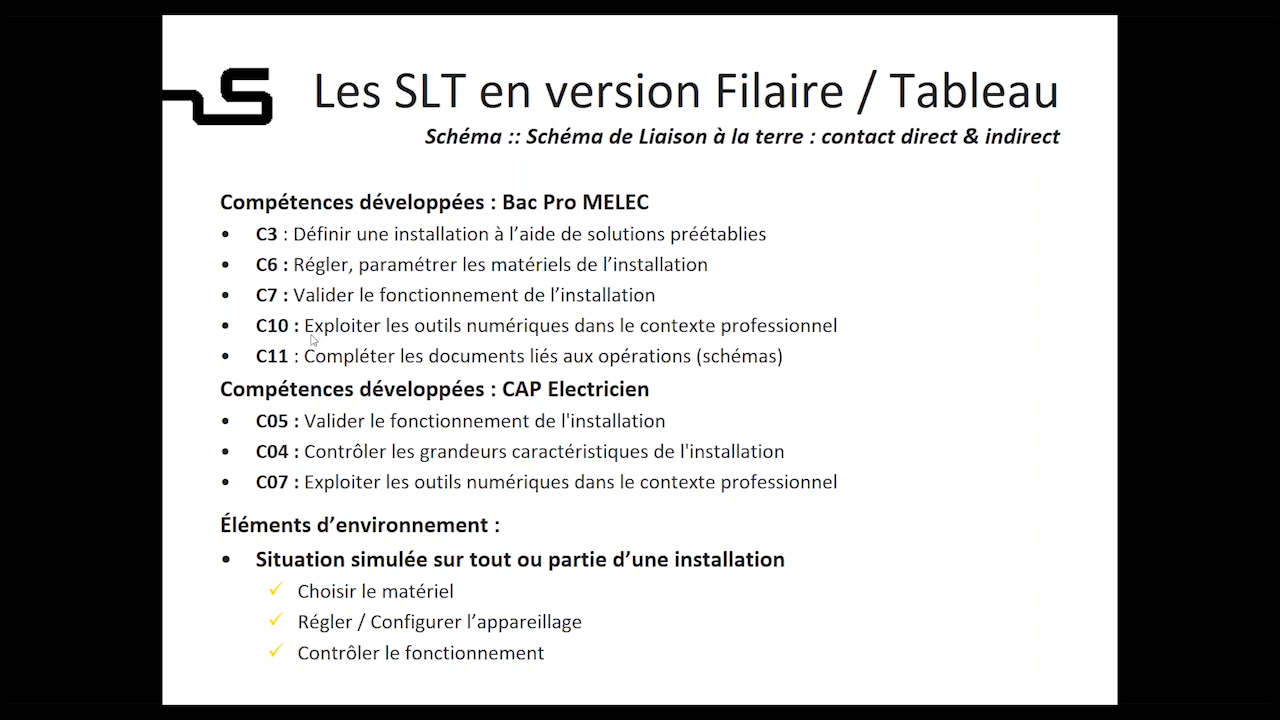 Les SLT en version Filaire / Tableau
Schéma :: Schéma de Liaison à la terre : contact direct & indirect
Compétences développées : Bac Pro MELEC
• C3 : Définir une installation à l’aide de solutions préétablies
• C6 : Régler, paramétrer les matériels de l’installation
• C7 : Valider le fonctionnement de l’installation
• C10 : Exploiter les outils numériques dans le contexte professionnel
• C11 : Compléter les documents liés aux opérations (schémas)
Compétences développées : CAP Electricien
• C05 : Valider le fonctionnement de l'installation
• C04 : Contrôler les grandeurs caractéristiques de l'installation
• C07 : Exploiter les outils numériques dans le contexte professionnel
Éléments d’environnement :
• Situation simulée sur tout ou partie d’une installation
✓ Choisir le matériel
✓ Régler / Configurer l’appareillage
✓ Contrôler le fonctionnement